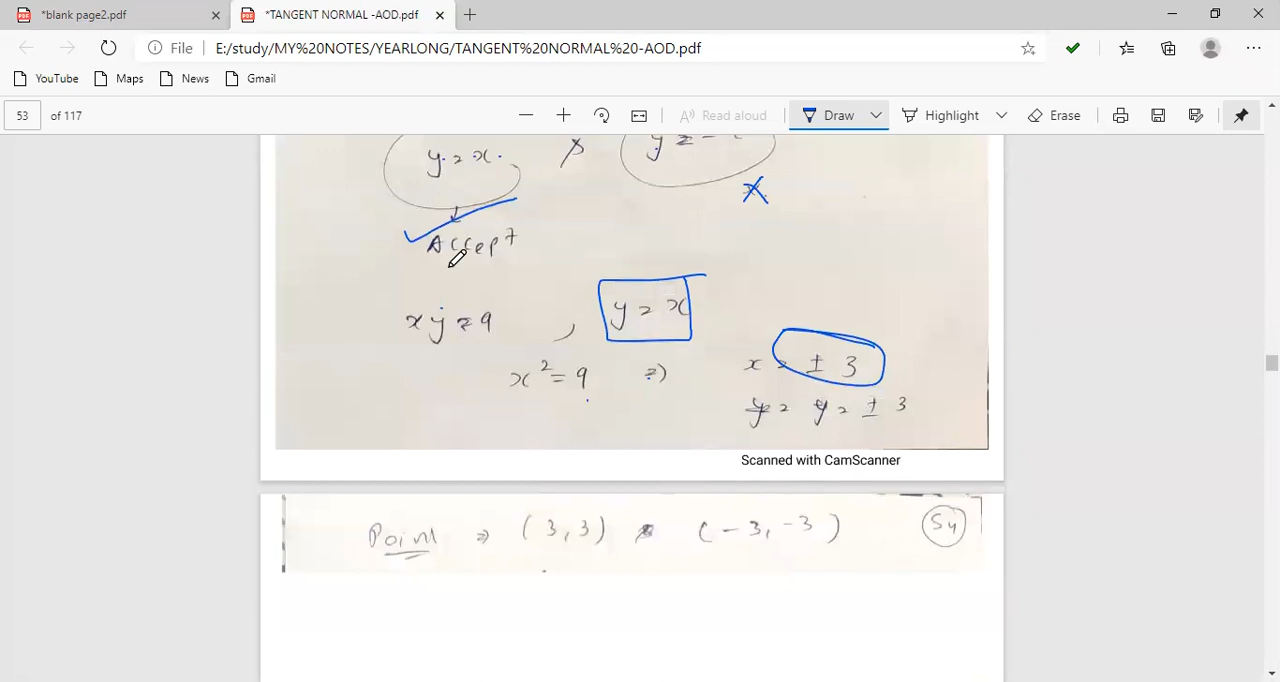 *blank page2.pdf
*TANGENT NORMAL -AOD.pdf
File E:/study/MY%20NOTES/YEARLONG/TANGENT%20NORMAL%20-AOD.pdf
YouTube Maps News Gmail
53 of 117 Read aloud Draw Highlight Erase
y = x
Accept
xy = 9 , y = x
x² = 9 ⇒ x = ± 3
y = ± 3
Scanned with CamScanner
Point ⇒ (3,3) (-3,-3) 54